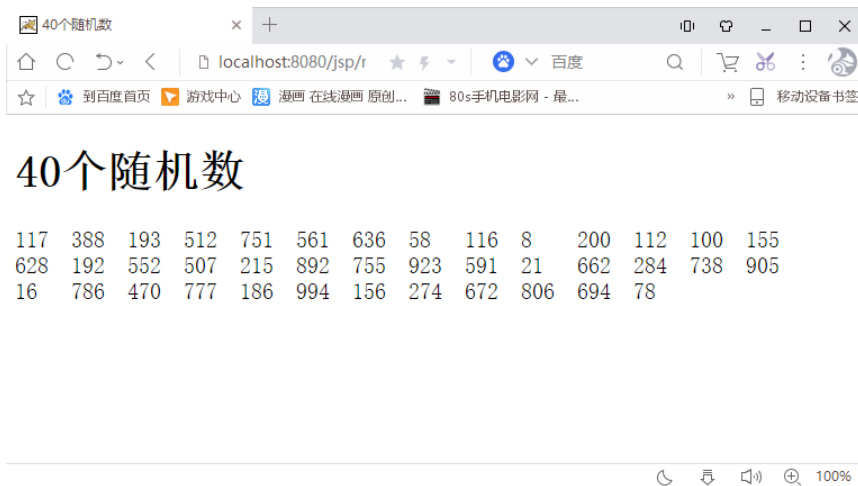 40个随机数
localhost:8080/jsp/r 百度
到百度首页 游戏中心 漫 漫画 在线漫画 原创... 80s手机电影网 - 最... » 移动设备书签
40个随机数
117 388 193 512 751 561 636 58 116 8 200 112 100 155
628 192 552 507 215 892 755 923 591 21 662 284 738 905
16 786 470 777 186 994 156 274 672 806 694 78
100%